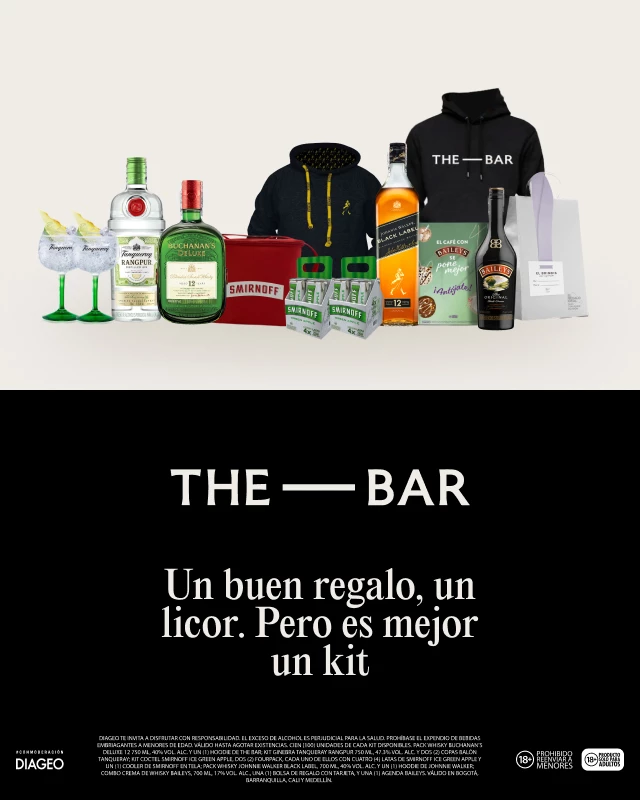 THE — BAR
Tanqueray
Tanqueray
Tanqueray
RANGPUR
BUCHANAN'S
DELUXE
12
SMIRNOFF
SMIRNOFF
SMIRNOFF
BLACK LABEL
12
EL CAFÉ CON
BAILEYS
SE
pone
mejor
¡Antójate!
BAILEYS
ORIGINAL
THE — BAR
Un buen regalo, un
licor. Pero es mejor
un kit
DIAGEO TE INVITA A DISFRUTAR CON RESPONSABILIDAD. EL EXCESO DE ALCOHOL ES PERJUDICIAL PARA LA SALUD. PROHÍBASE EL EXPENDIO DE BEBIDAS
EMBRIAGANTES A MENORES DE EDAD. VÁLIDO HASTA AGOTAR EXISTENCIAS. CIEN (100) UNIDADES DE CADA KIT DISPONIBLES. PACK WHISKY BUCHANAN'S
DELUXE 12 750 ML, 40% VOL. ALC. Y UN (1) HOODIE DE THE BAR; KIT GINEBRA TANQUERAY RANGPUR 750 ML, 47.3% VOL. ALC. Y DOS (2) COPAS BALÓN
TANQUERAY; KIT COCTEL SMIRNOFF ICE GREEN APPLE, DOS (2) FOURPACK, CADA UNO DE ELLOS CON CUATRO (4) LATAS DE SMIRNOFF ICE GREEN APPLE Y
UN (1) COOLER DE SMIRNOFF EN TELA; PACK WHISKY JOHNNIE WALKER BLACK LABEL, 700 ML, 40% VOL. ALC. Y UN (1) HOODIE DE JOHNNIE WALKER;
COMBO CREMA DE WHISKY BAILEYS, 700 ML, 17% VOL. ALC., UNA (1) BOLSA DE REGALO CON TARJETA, Y UNA (1) AGENDA BAILEYS. VÁLIDO EN BOGOTÁ,
BARRANQUILLA, CALI Y MEDELLÍN.
#CONMODERACIÓN
DIAGEO
18+
PROHIBIDO
REENVIAR A
MENORES
18+
PRODUCTO
SOLO PARA
ADULTOS